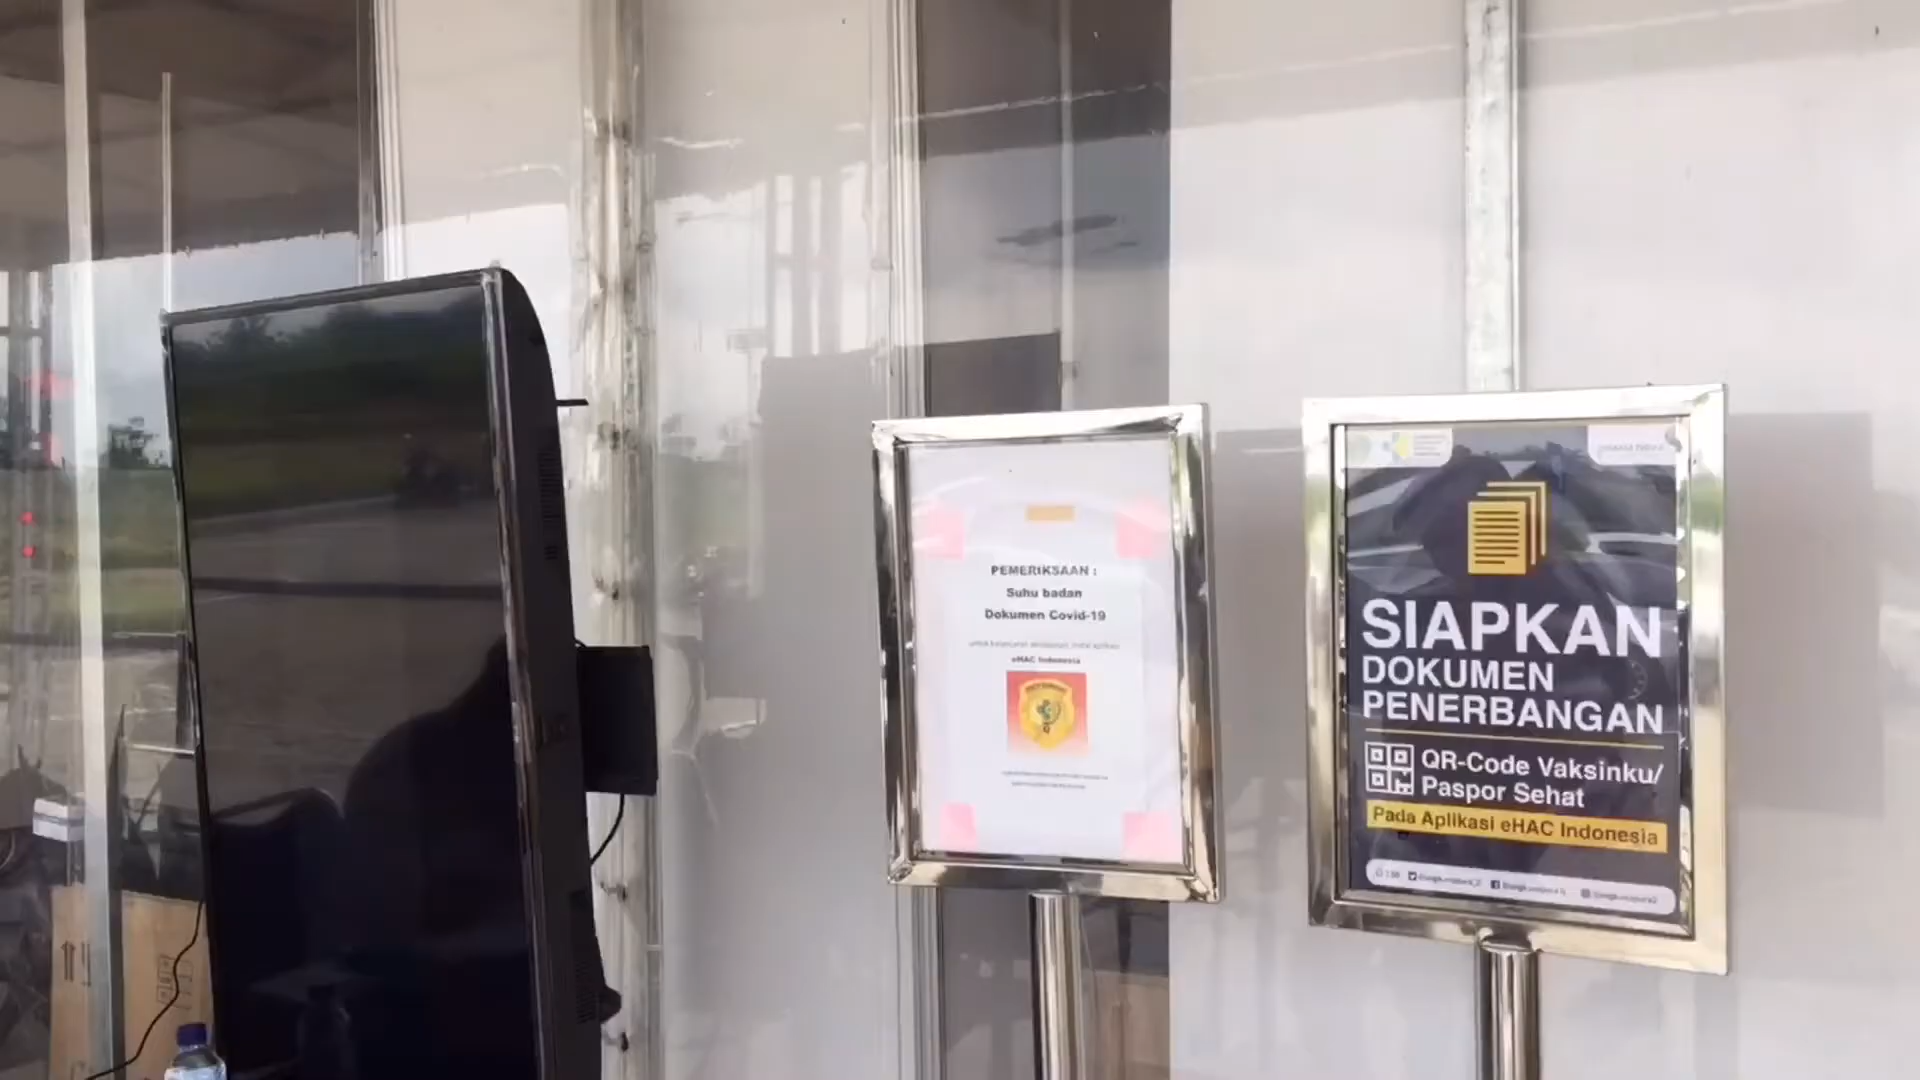 PEMERIKSAAN :
Suhu badan
Dokumen Covid-19
eHAC Indonesia
SIAPKAN
DOKUMEN
PENERBANGAN
QR-Code Vaksinku/
Paspor Sehat
Pada Aplikasi eHAC Indonesia